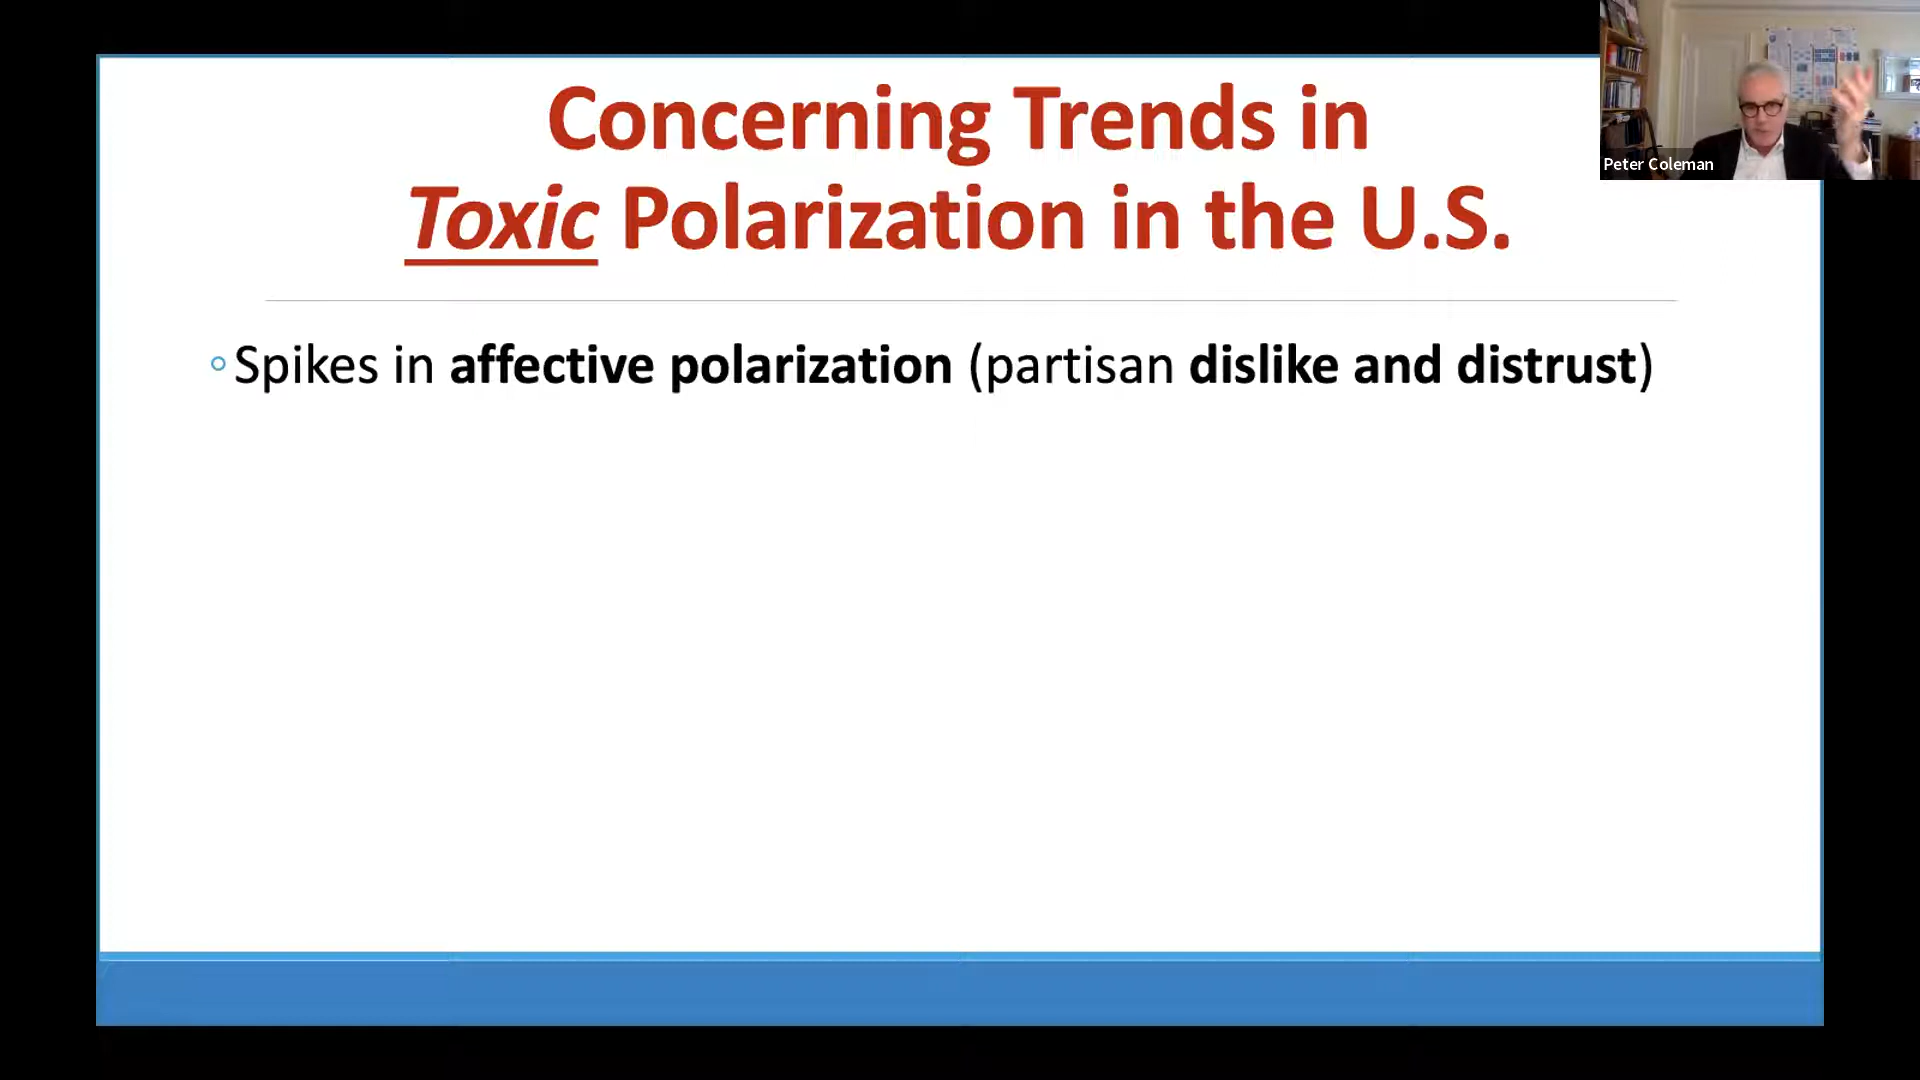 Concerning Trends in
Toxic Polarization in the U.S.
◦Spikes in affective polarization (partisan dislike and distrust)
Peter Coleman